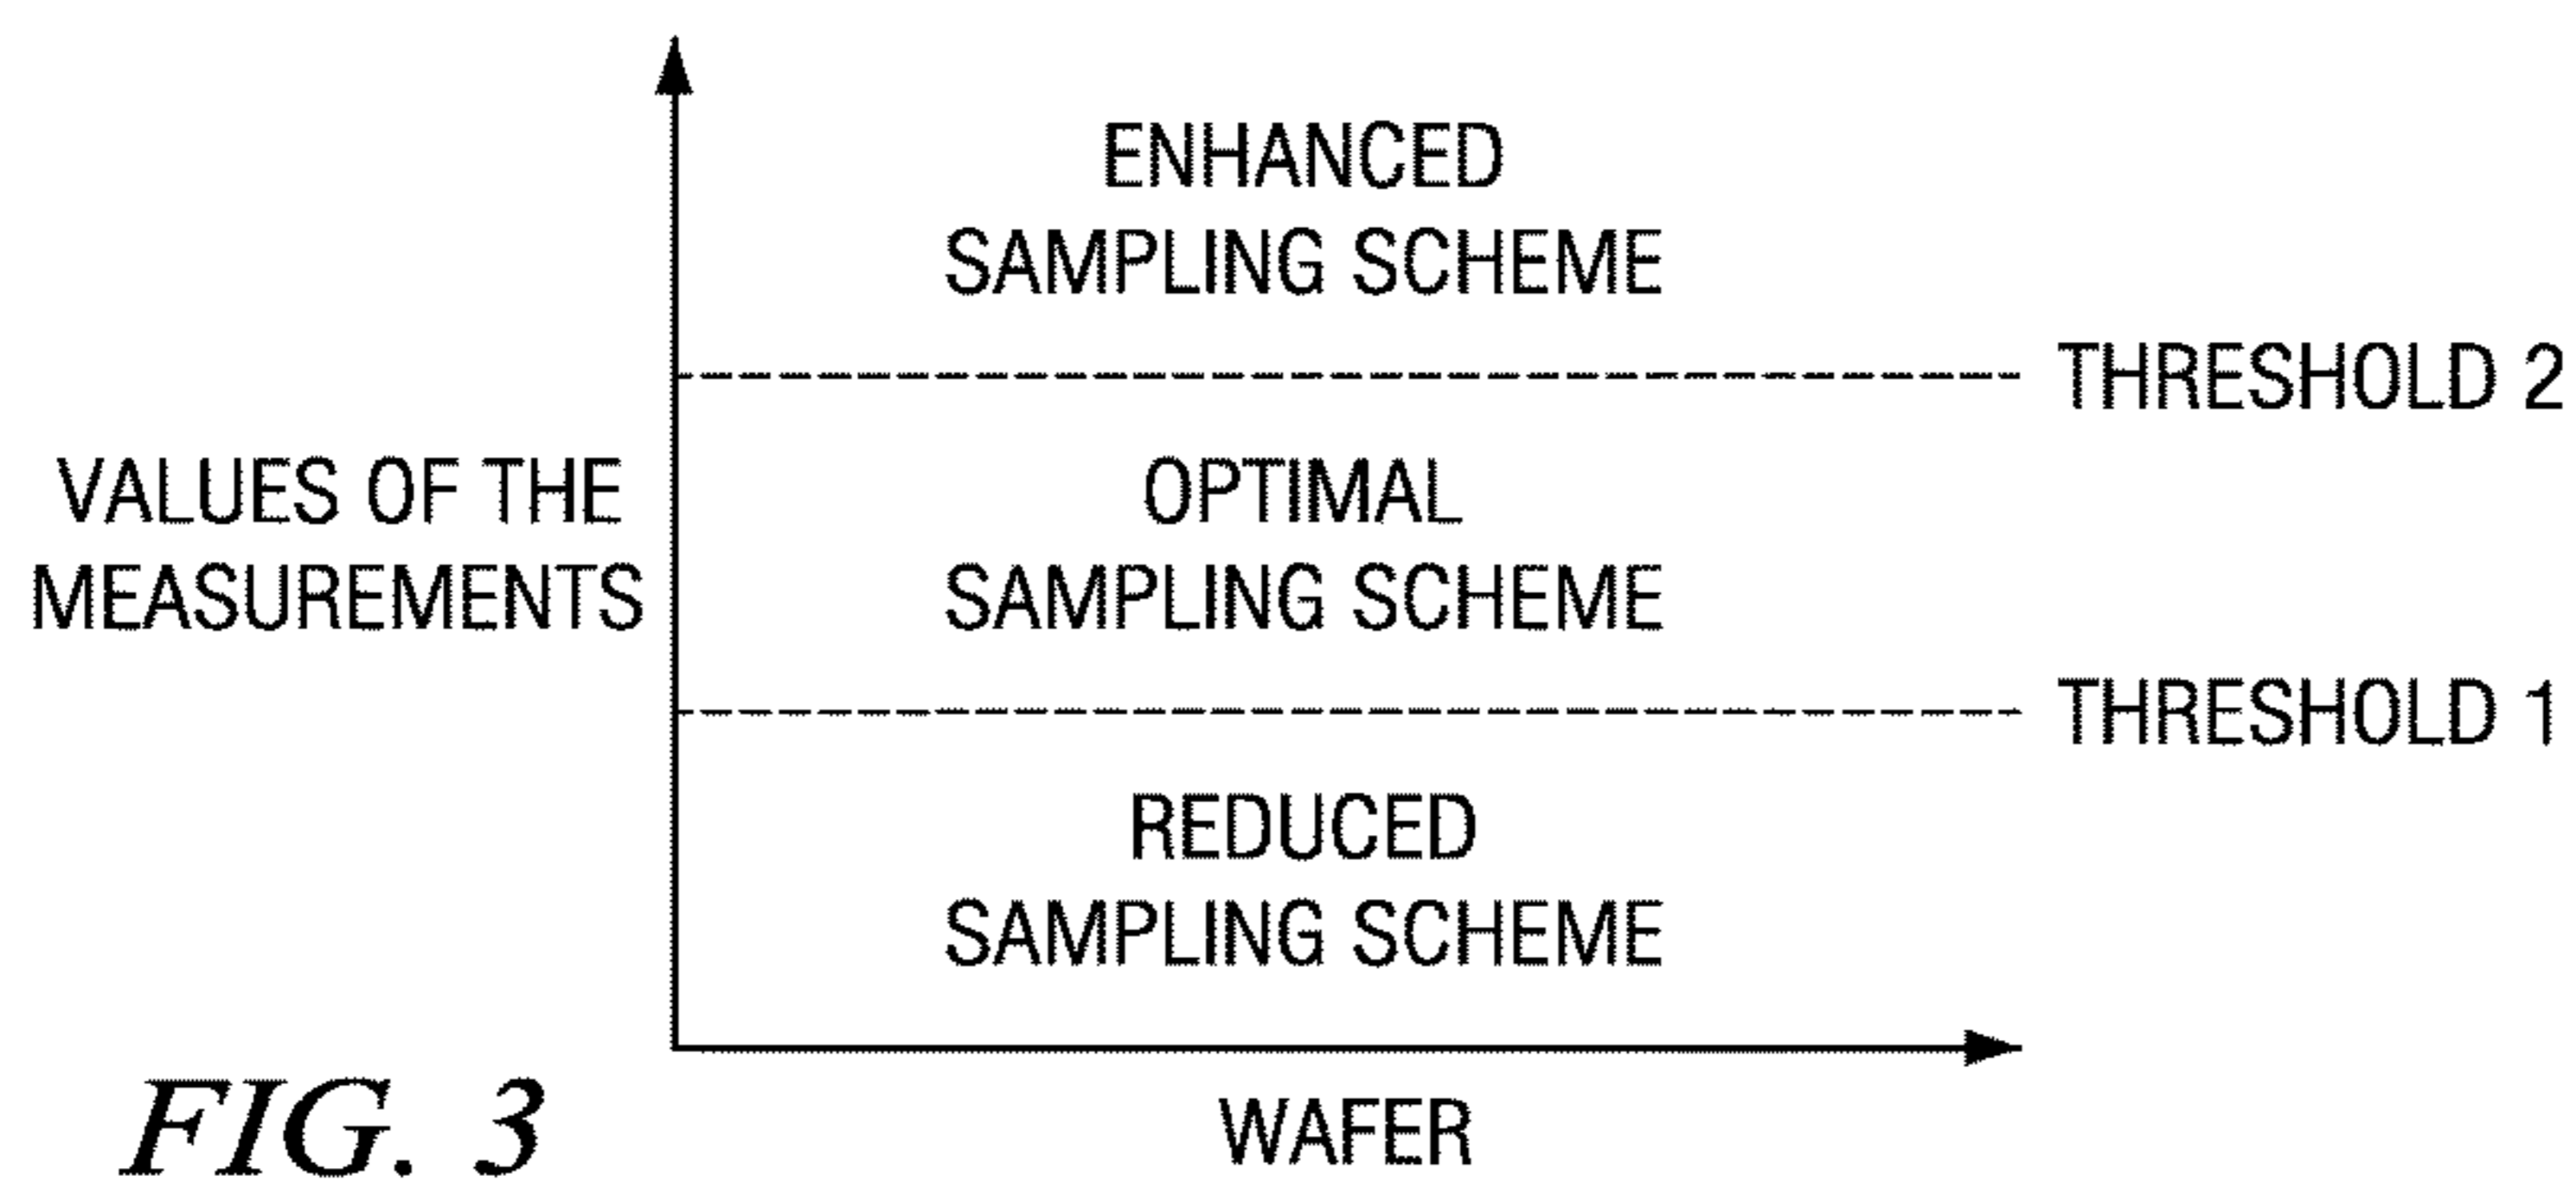 ENHANCED
SAMPLING SCHEME
THRESHOLD 2
VALUES OF THE
MEASUREMENTS
OPTIMAL
SAMPLING SCHEME
THRESHOLD 1
REDUCED
SAMPLING SCHEME
WAFER
FIG. 3